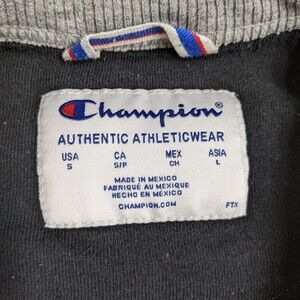 Champion®
AUTHENTIC ATHLETICWEAR
USA CA MEX ASIA
S S/P CH L
MADE IN MEXICO
FABRIQUÉ AU MEXIQUE
HECHO EN MÉXICO
CHAMPION.COM
FTX